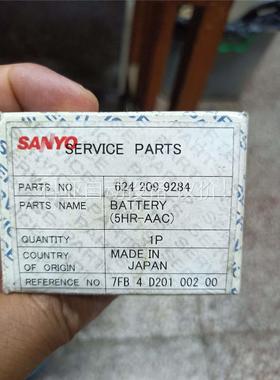 SANYO SERVICE PARTS
PARTS NO 624 209 9284
PARTS NAME BATTERY
(5HR-AAC)
QUANTITY 1P
COUNTRY OF ORIGIN MADE IN JAPAN
REFERENCE NO 7FB 4 D201 002 00